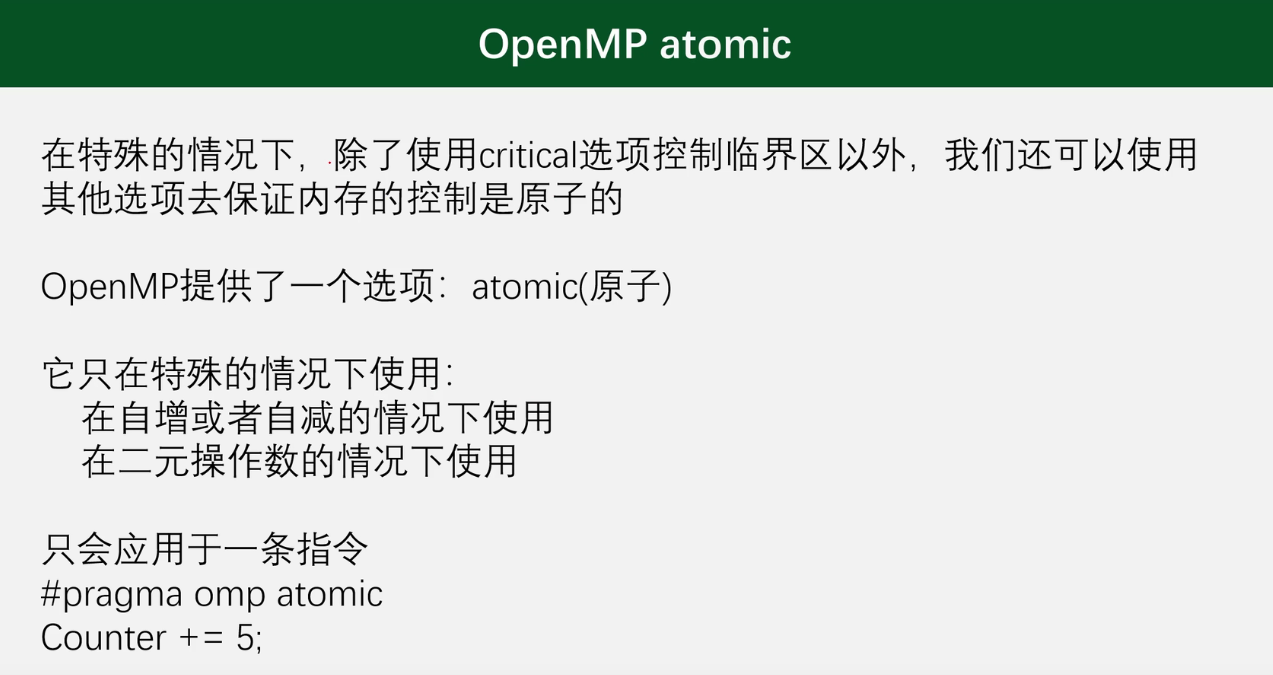 OpenMP atomic
在特殊的情况下，除了使用critical选项控制临界区以外，我们还可以使用
其他选项去保证内存的控制是原子的
OpenMP提供了一个选项：atomic(原子)
它只在特殊的情况下使用：
在自增或者自减的情况下使用
在二元操作数的情况下使用
只会应用于一条指令
#pragma omp atomic
Counter += 5;